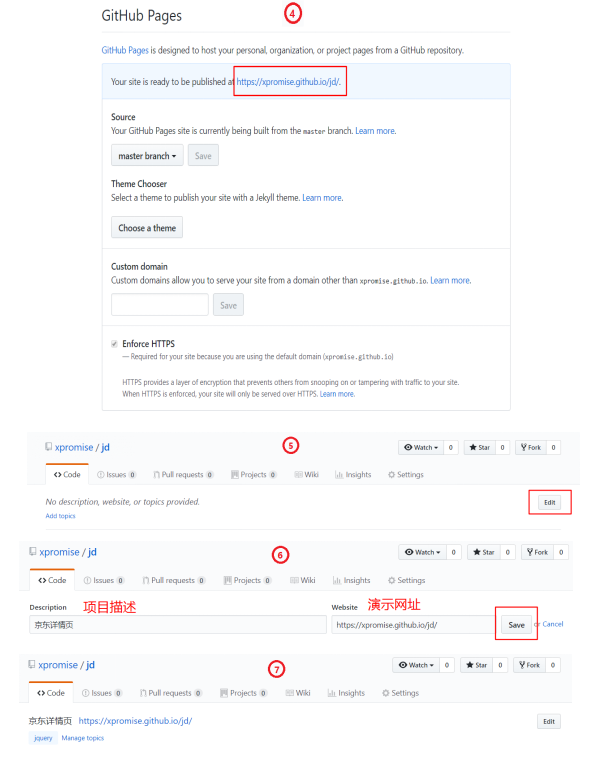 GitHub Pages
4
GitHub Pages is designed to host your personal, organization, or project pages from a GitHub repository.
Your site is ready to be published at https://xpromise.github.io/jd/.
Source
Your GitHub Pages site is currently being built from the master branch. Learn more.
master branch Save
Theme Chooser
Select a theme to publish your site with a Jekyll theme. Learn more.
Choose a theme
Custom domain
Custom domains allow you to serve your site from a domain other than xpromise.github.io. Learn more.
Save
Enforce HTTPS
— Required for your site because you are using the default domain (xpromise.github.io)
HTTPS provides a layer of encryption that prevents others from snooping on or tampering with traffic to your site.
When HTTPS is enforced, your site will only be served over HTTPS. Learn more.
xpromise / jd 5 Watch 0 Star 0 Fork 0
Code Issues 0 Pull requests 0 Projects 0 Wiki Insights Settings
No description, website, or topics provided. Edit
Add topics
xpromise / jd 6 Watch 0 Star 0 Fork 0
Code Issues 0 Pull requests 0 Projects 0 Wiki Insights Settings
Description 项目描述 Website 演示网址
京东详情页 https://xpromise.github.io/jd/ Save or Cancel
xpromise / jd 7 Watch 0 Star 0 Fork 0
Code Issues 0 Pull requests 0 Projects 0 Wiki Insights Settings
京东详情页 https://xpromise.github.io/jd/ Edit
jquery Manage topics